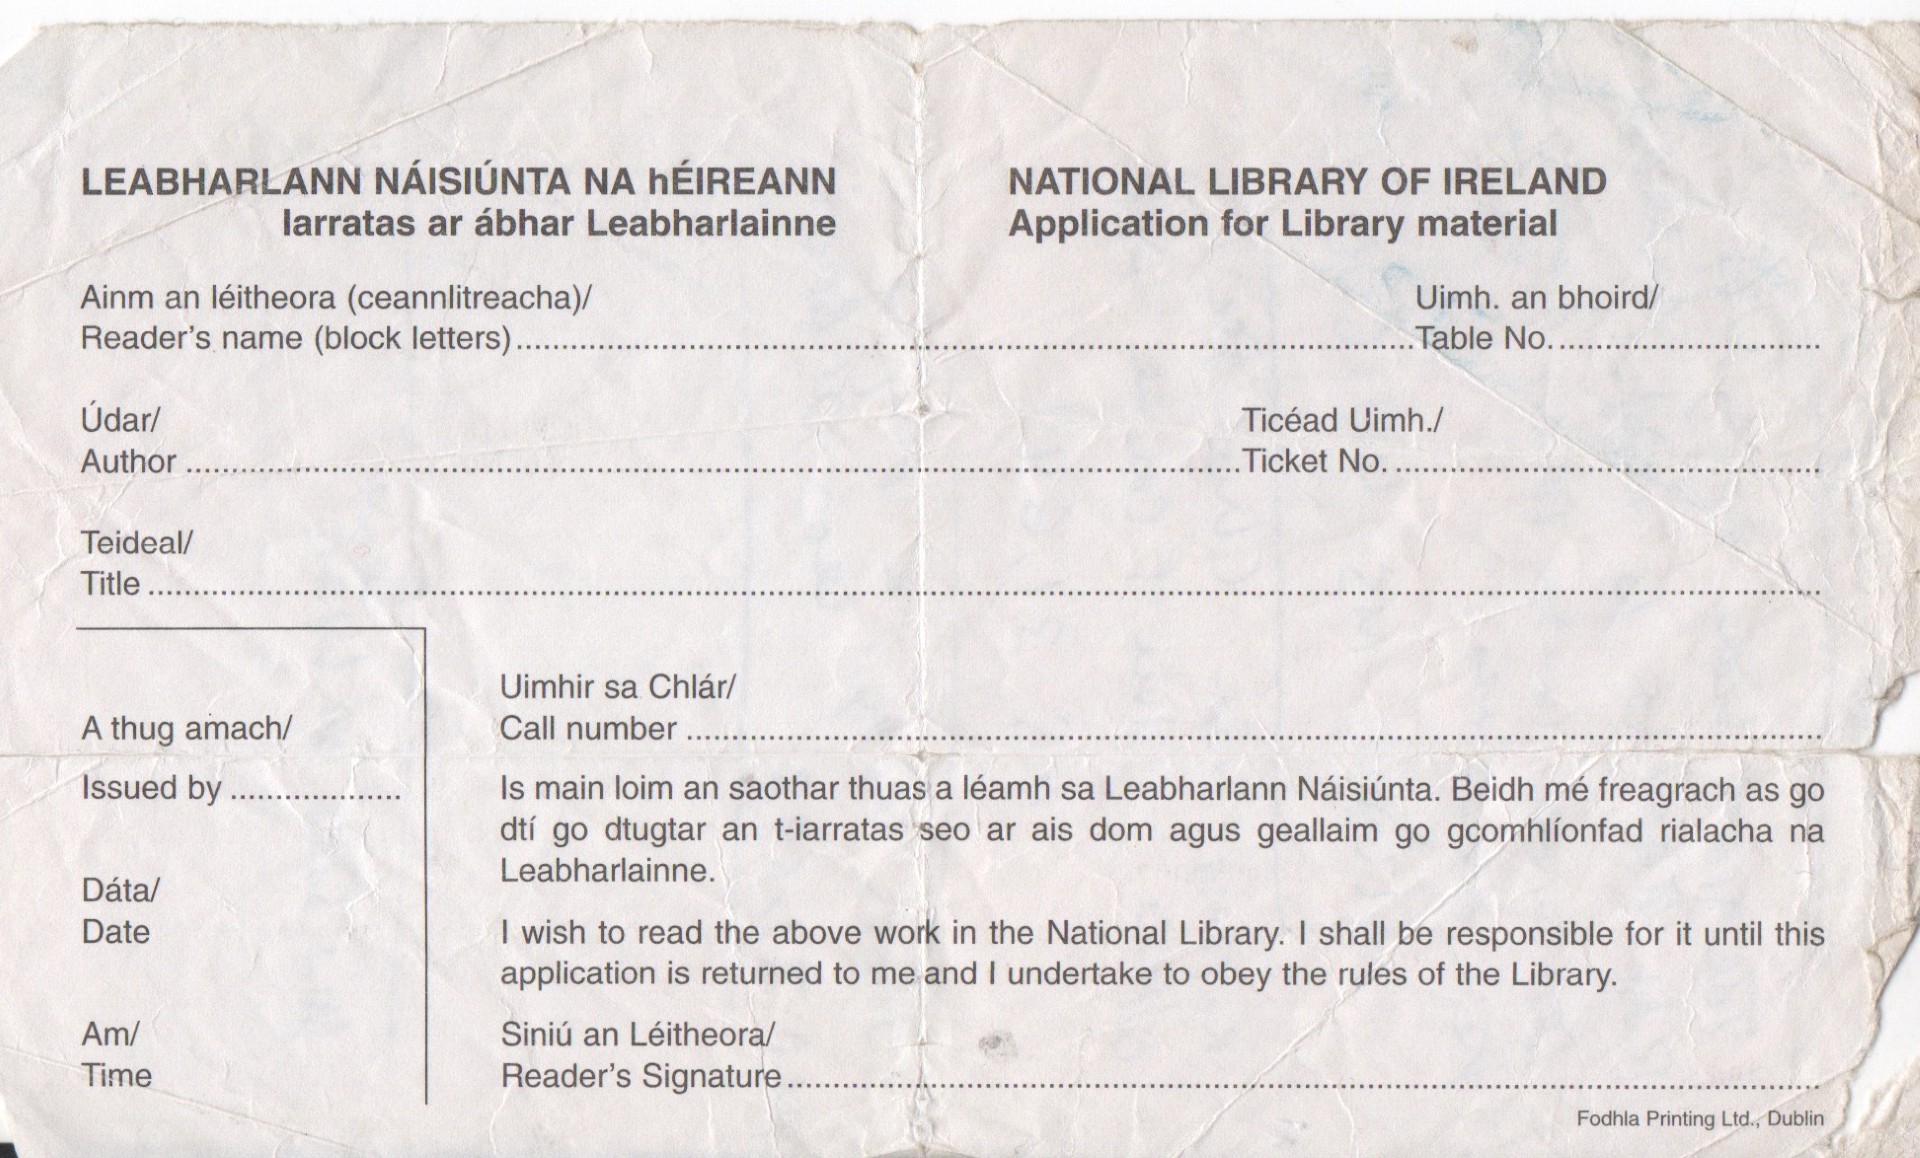 LEABHARLANN NÁISIÚNTA NA hÉIREANN
Iarratas ar ábhar Leabharlainne
NATIONAL LIBRARY OF IRELAND
Application for Library material
Ainm an léitheora (ceannlitreacha)/
Reader's name (block letters)
Uimh. an bhoird/
Table No.
Údar/
Author
Ticéad Uimh./
Ticket No.
Teideal/
Title
A thug amach/
Issued by
Dáta/
Date
Am/
Time
Uimhir sa Chlár/
Call number
Is main loim an saothar thuas a léamh sa Leabharlann Náisiúnta. Beidh mé freagrach as go
dtí go dtugtar an t-iarratas seo ar ais dom agus geallaim go gcomhlíonfad rialacha na
Leabharlainne.
I wish to read the above work in the National Library. I shall be responsible for it until this
application is returned to me and I undertake to obey the rules of the Library.
Siniú an Léitheora/
Reader's Signature
Fodhla Printing Ltd., Dublin